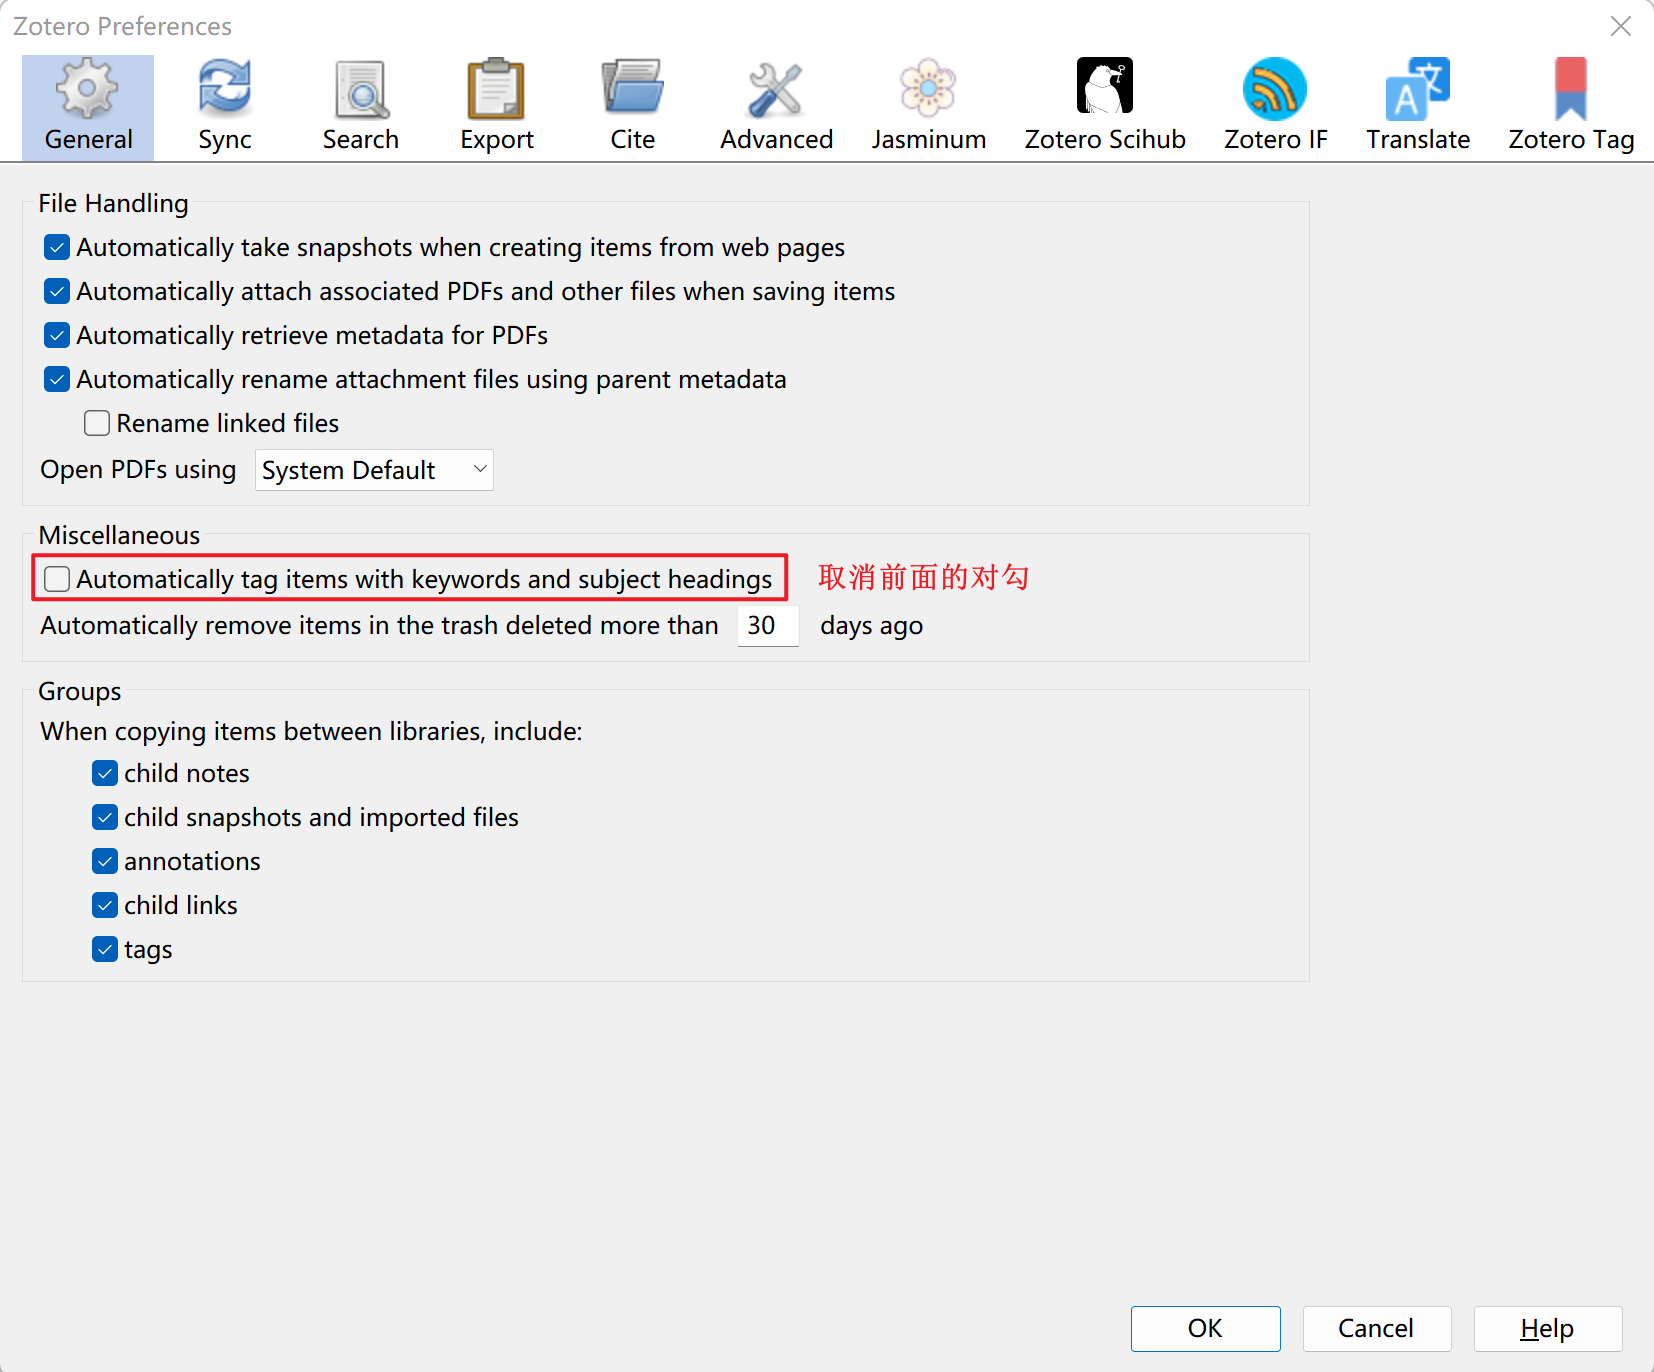 Zotero Preferences
General
Sync
Search
Export
Cite
Advanced
Jasminum
Zotero Scihub
Zotero IF
Translate
Zotero Tag
File Handling
Automatically take snapshots when creating items from web pages
Automatically attach associated PDFs and other files when saving items
Automatically retrieve metadata for PDFs
Automatically rename attachment files using parent metadata
Rename linked files
Open PDFs using System Default
Miscellaneous
Automatically tag items with keywords and subject headings 取消前面的对勾
Automatically remove items in the trash deleted more than 30 days ago
Groups
When copying items between libraries, include:
child notes
child snapshots and imported files
annotations
child links
tags
OK
Cancel
Help